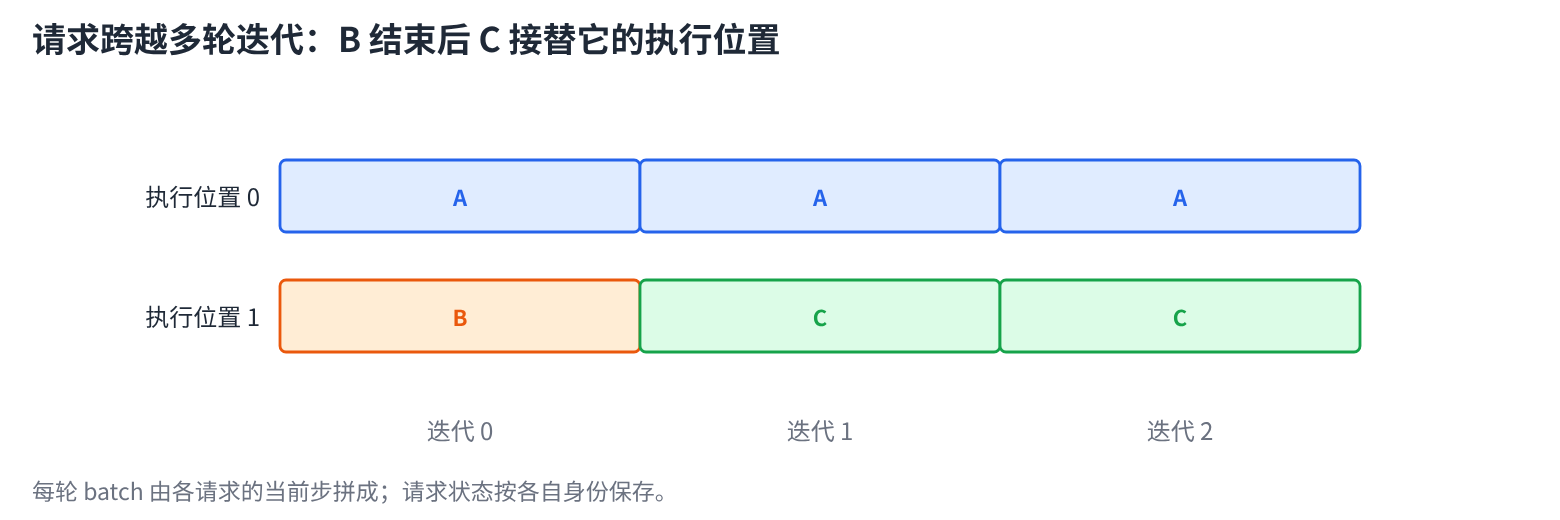 请求跨越多轮迭代：B 结束后 C 接替它的执行位置
执行位置 0
A
A
A
执行位置 1
B
C
C
迭代 0
迭代 1
迭代 2
每轮 batch 由各请求的当前步拼成；请求状态按各自身份保存。